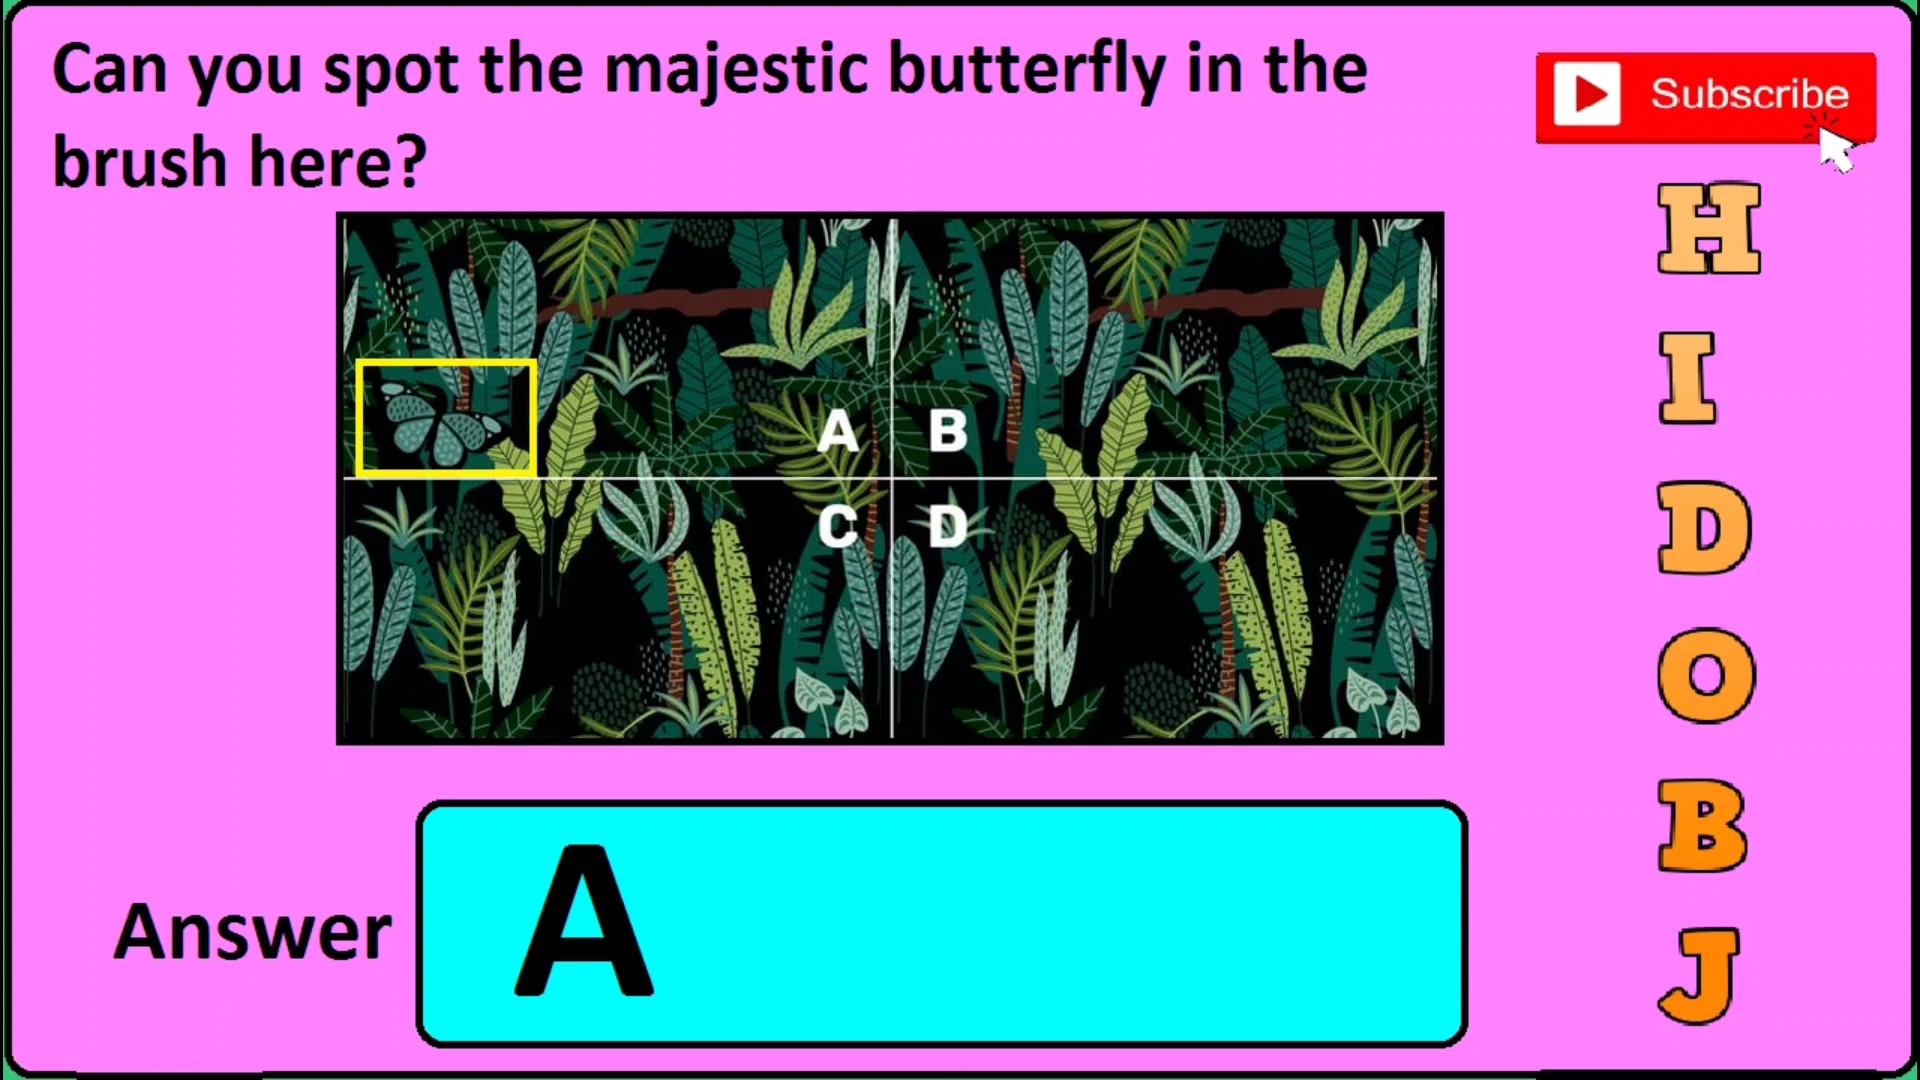 Can you spot the majestic butterfly in the
brush here?
Subscribe
A B
C D
Answer
A
H
I
D
O
B
J